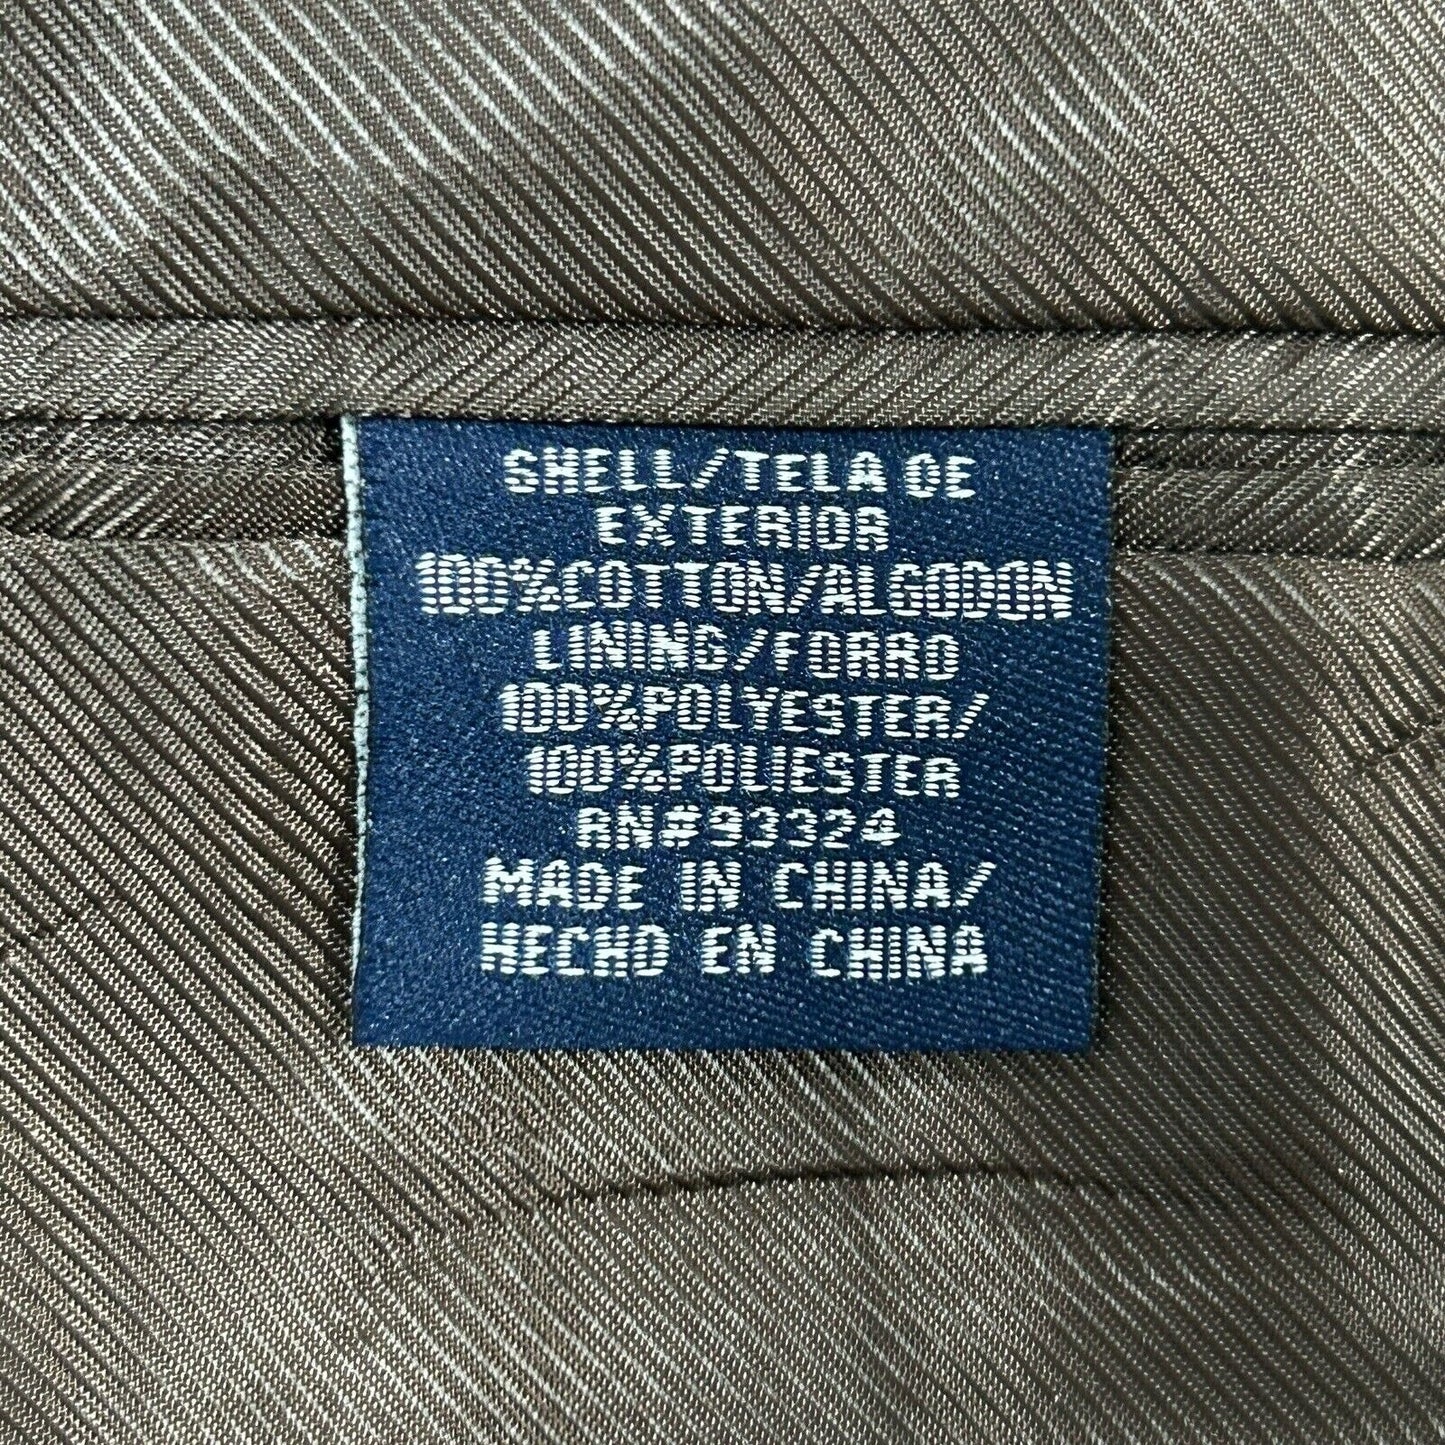 SHELL/TELA DE
EXTERIOR
100%COTTON/ALGODON
LINING/FORRO
100%POLYESTER/
100%POLIESTER
RN#93324
MADE IN CHINA/
HECHO EN CHINA